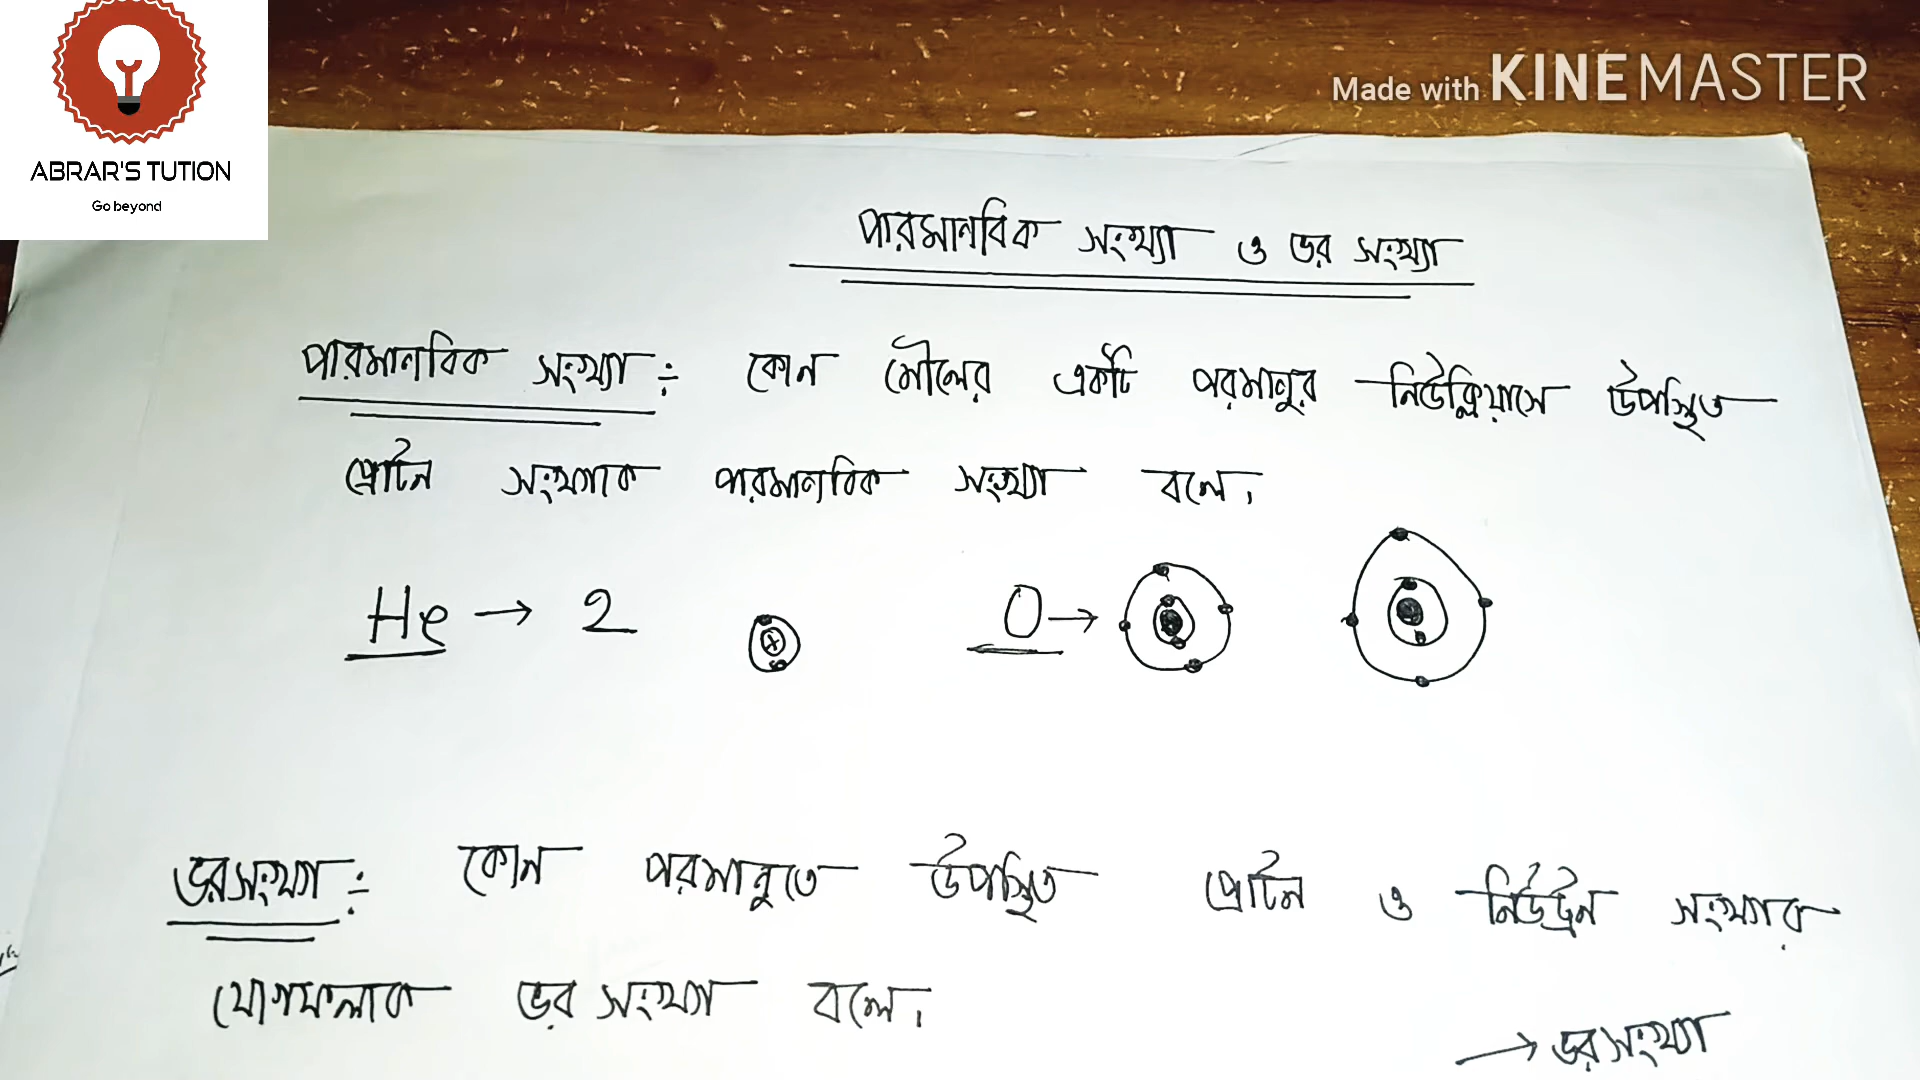 ABRAR'S TUTION
Go beyond
Made with KINEMASTER
পারমানবিক সংখ্যা ও ভর সংখ্যা
পারমানবিক সংখ্যা ÷ কোন মৌলের একটি পরমানুর নিউক্লিয়াসে উপস্থিত
প্রোটন সংখ্যাকে পারমানবিক সংখ্যা বলে।
He → 2 O →
ভরসংখ্যা ÷ কোন পরমানুতে উপস্থিত প্রোটন ও নিউট্রন সংখ্যার
যোগফলকে ভর সংখ্যা বলে।
→ ভরসংখ্যা